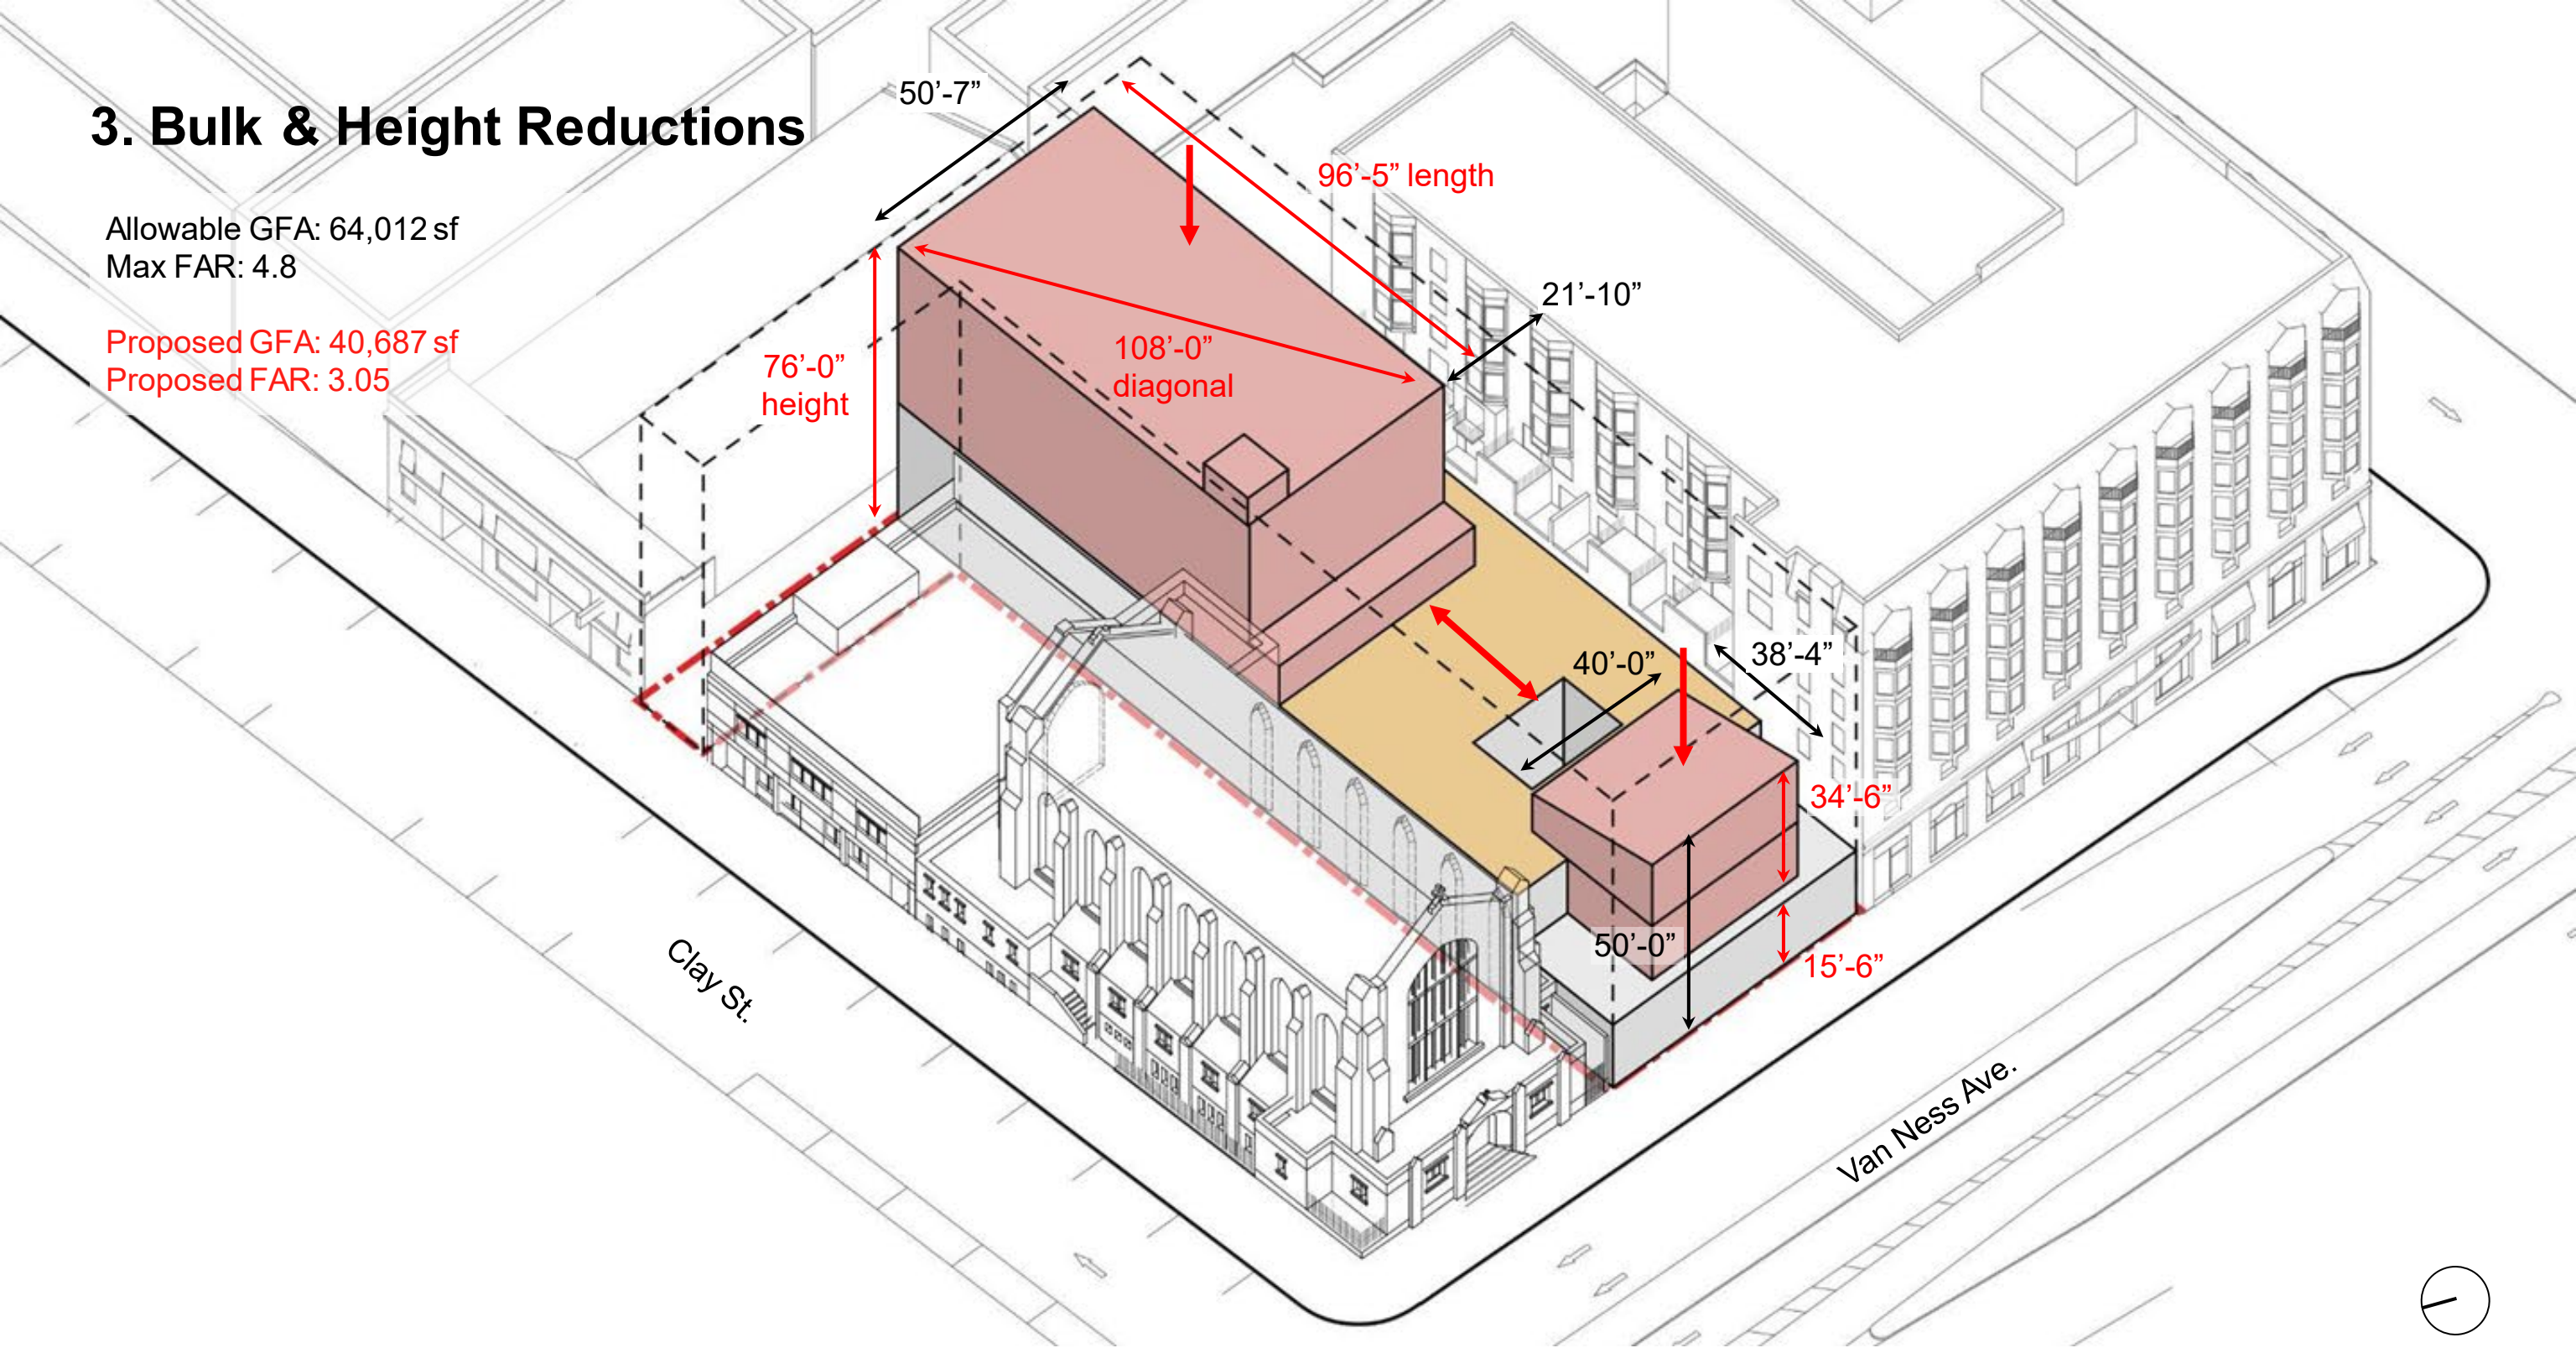 3. Bulk & Height Reductions
Allowable GFA: 64,012 sf
Max FAR: 4.8
Proposed GFA: 40,687 sf
Proposed FAR: 3.05
50’-7”
96’-5” length
21’-10”
76’-0”
height
108’-0”
diagonal
40’-0”
38’-4”
34’-6”
50’-0”
15’-6”
Clay St.
Van Ness Ave.